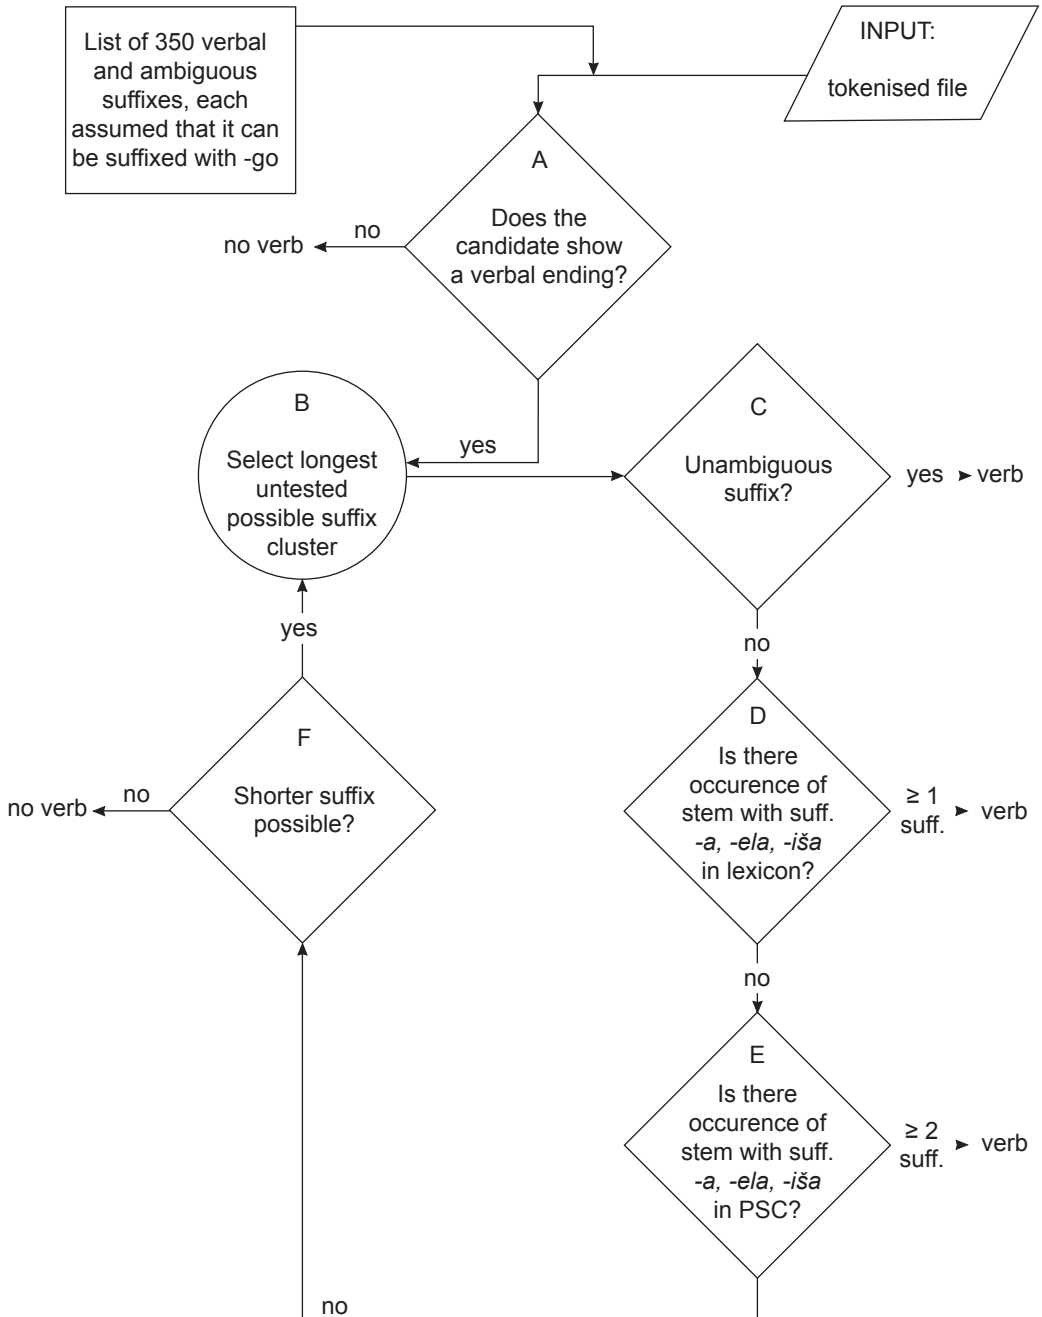 List of 350 verbal
and ambiguous
suffixes, each
assumed that it can
be suffixed with -go
INPUT:
tokenised file
A
Does the
candidate show
a verbal ending?
no
no verb
yes
B
Select longest
untested
possible suffix
cluster
C
Unambiguous
suffix?
yes
verb
no
D
Is there
occurence of
stem with suff.
-a, -ela, -iša
in lexicon?
≥ 1
suff.
verb
no
E
Is there
occurence of
stem with suff.
-a, -ela, -iša
in PSC?
≥ 2
suff.
verb
no
F
Shorter suffix
possible?
yes
no
no verb